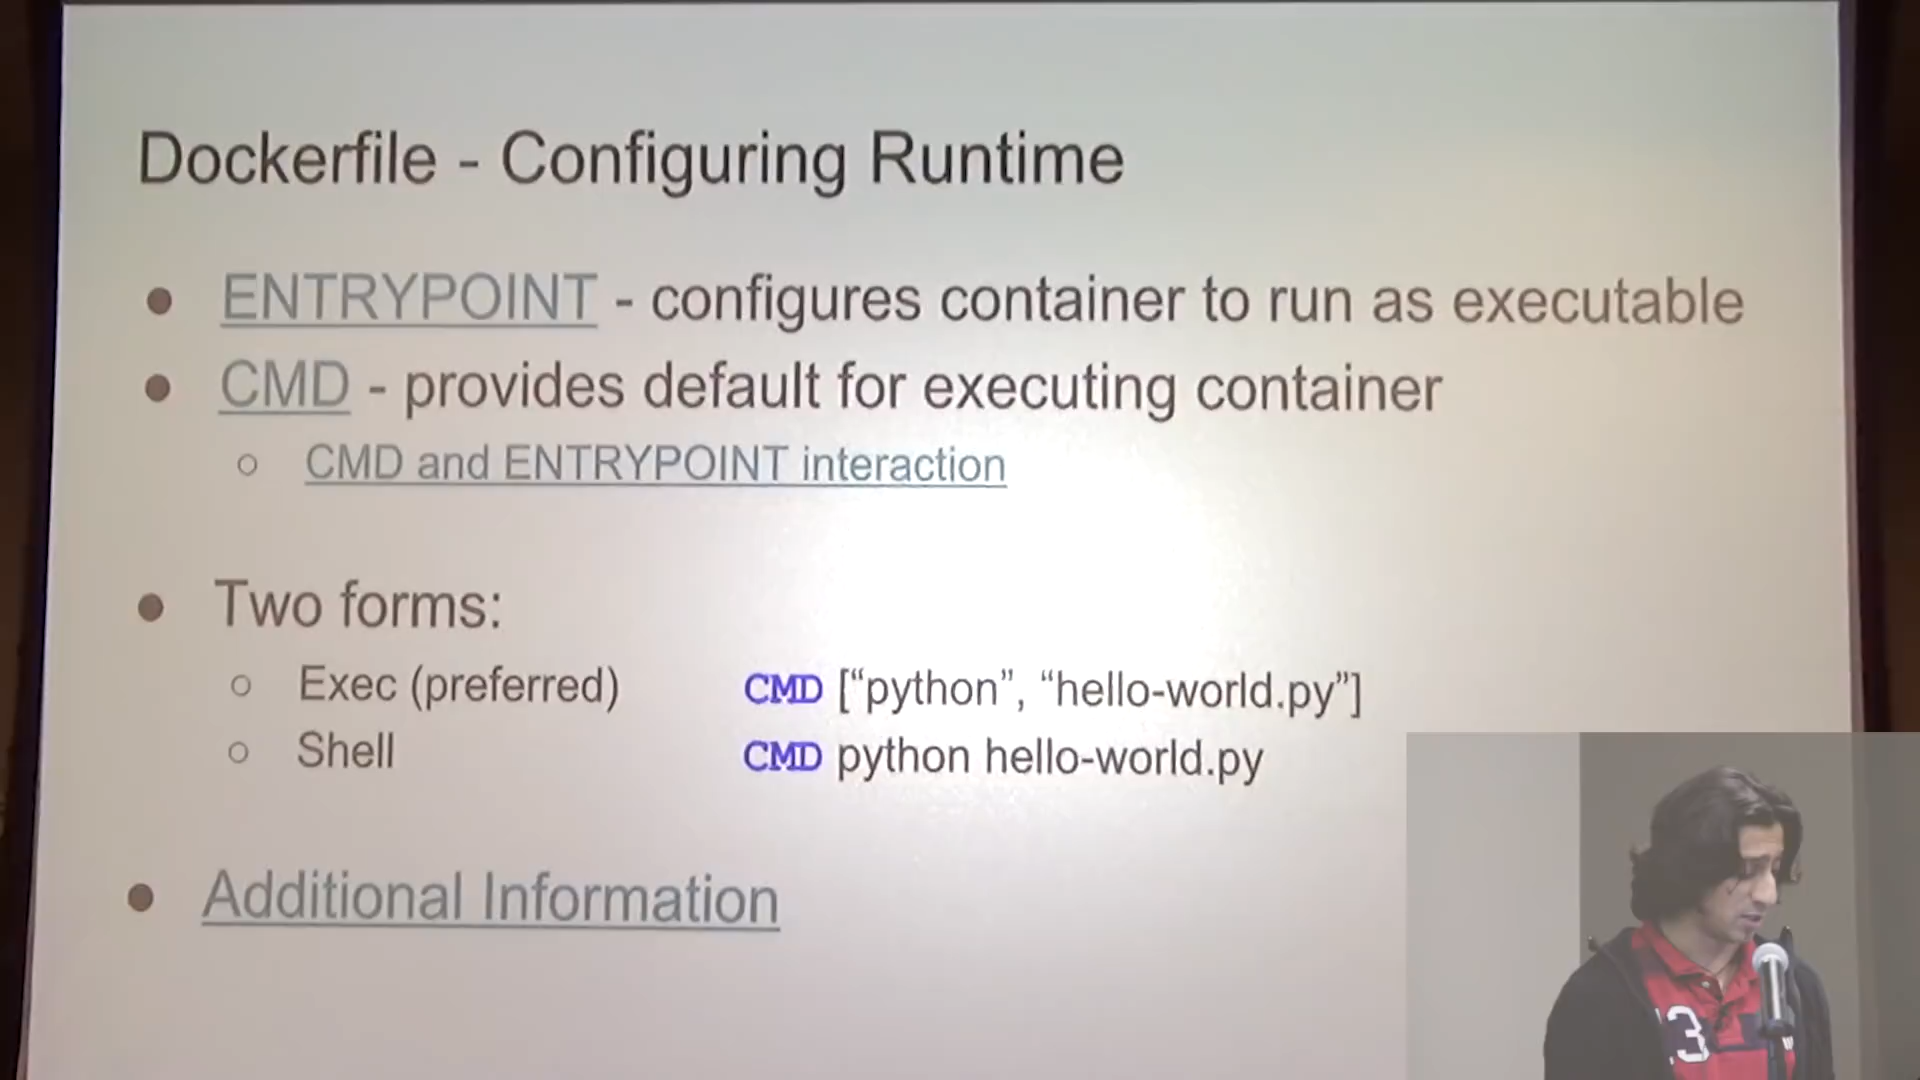 Dockerfile - Configuring Runtime
● ENTRYPOINT - configures container to run as executable
● CMD - provides default for executing container
○ CMD and ENTRYPOINT interaction
● Two forms:
○ Exec (preferred) CMD [“python”, “hello-world.py”]
○ Shell CMD python hello-world.py
● Additional Information
3